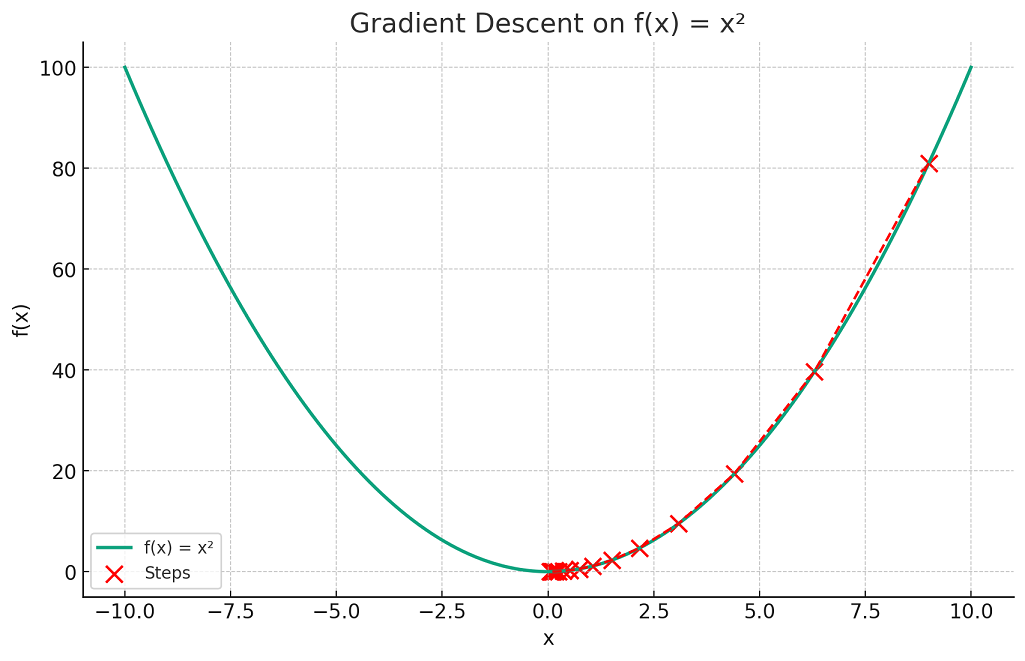 Gradient Descent on f(x) = x²
100
80
60
40
20
0
f(x)
f(x) = x²
Steps
−10.0 −7.5 −5.0 −2.5 0.0 2.5 5.0 7.5 10.0
x